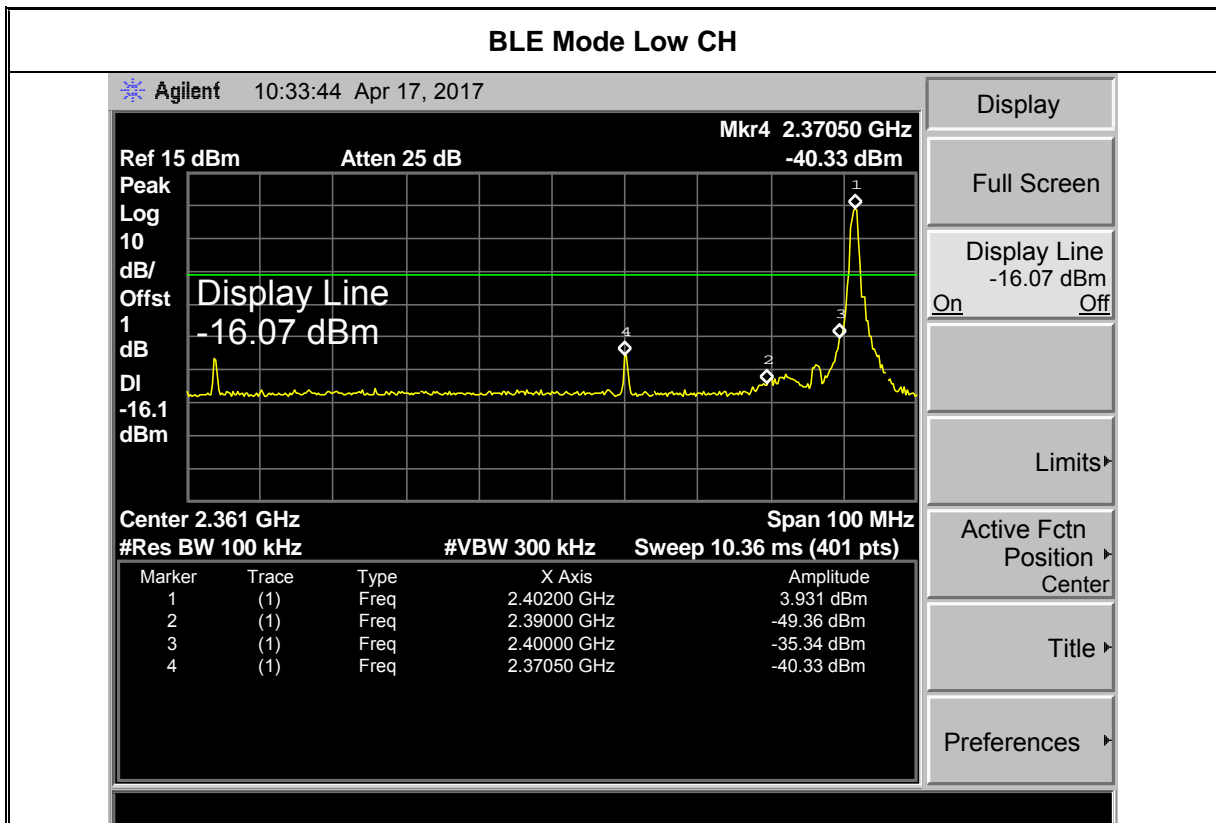 BLE Mode Low CH
Agilent 10:33:44 Apr 17, 2017
Mkr4 2.37050 GHz
Ref 15 dBm Atten 25 dB -40.33 dBm
Peak
Log
10
dB/
Offst
1
dB
DI
-16.1
dBm
Display Line
-16.07 dBm
1
2
3
4
Center 2.361 GHz Span 100 MHz
#Res BW 100 kHz #VBW 300 kHz Sweep 10.36 ms (401 pts)
Marker Trace Type X Axis Amplitude
1 (1) Freq 2.40200 GHz 3.931 dBm
2 (1) Freq 2.39000 GHz -49.36 dBm
3 (1) Freq 2.40000 GHz -35.34 dBm
4 (1) Freq 2.37050 GHz -40.33 dBm
Display
Full Screen
Display Line
-16.07 dBm
On Off
Limits
Active Fctn
Position
Center
Title
Preferences